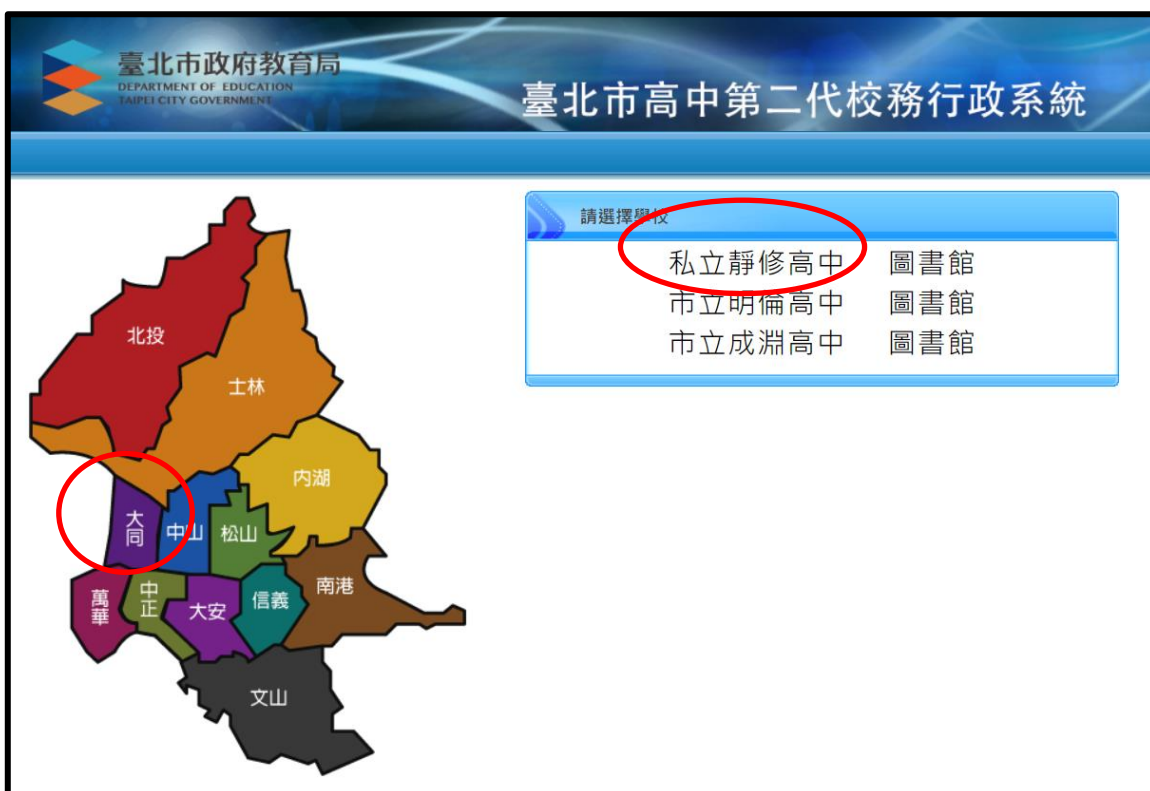 臺北市政府教育局
DEPARTMENT OF EDUCATION
TAIPEI CITY GOVERNMENT
臺北市高中第二代校務行政系統
請選擇學校
私立靜修高中 圖書館
市立明倫高中 圖書館
市立成淵高中 圖書館
北投
士林
內湖
大同
中山
松山
萬華
中正
大安
信義
南港
文山